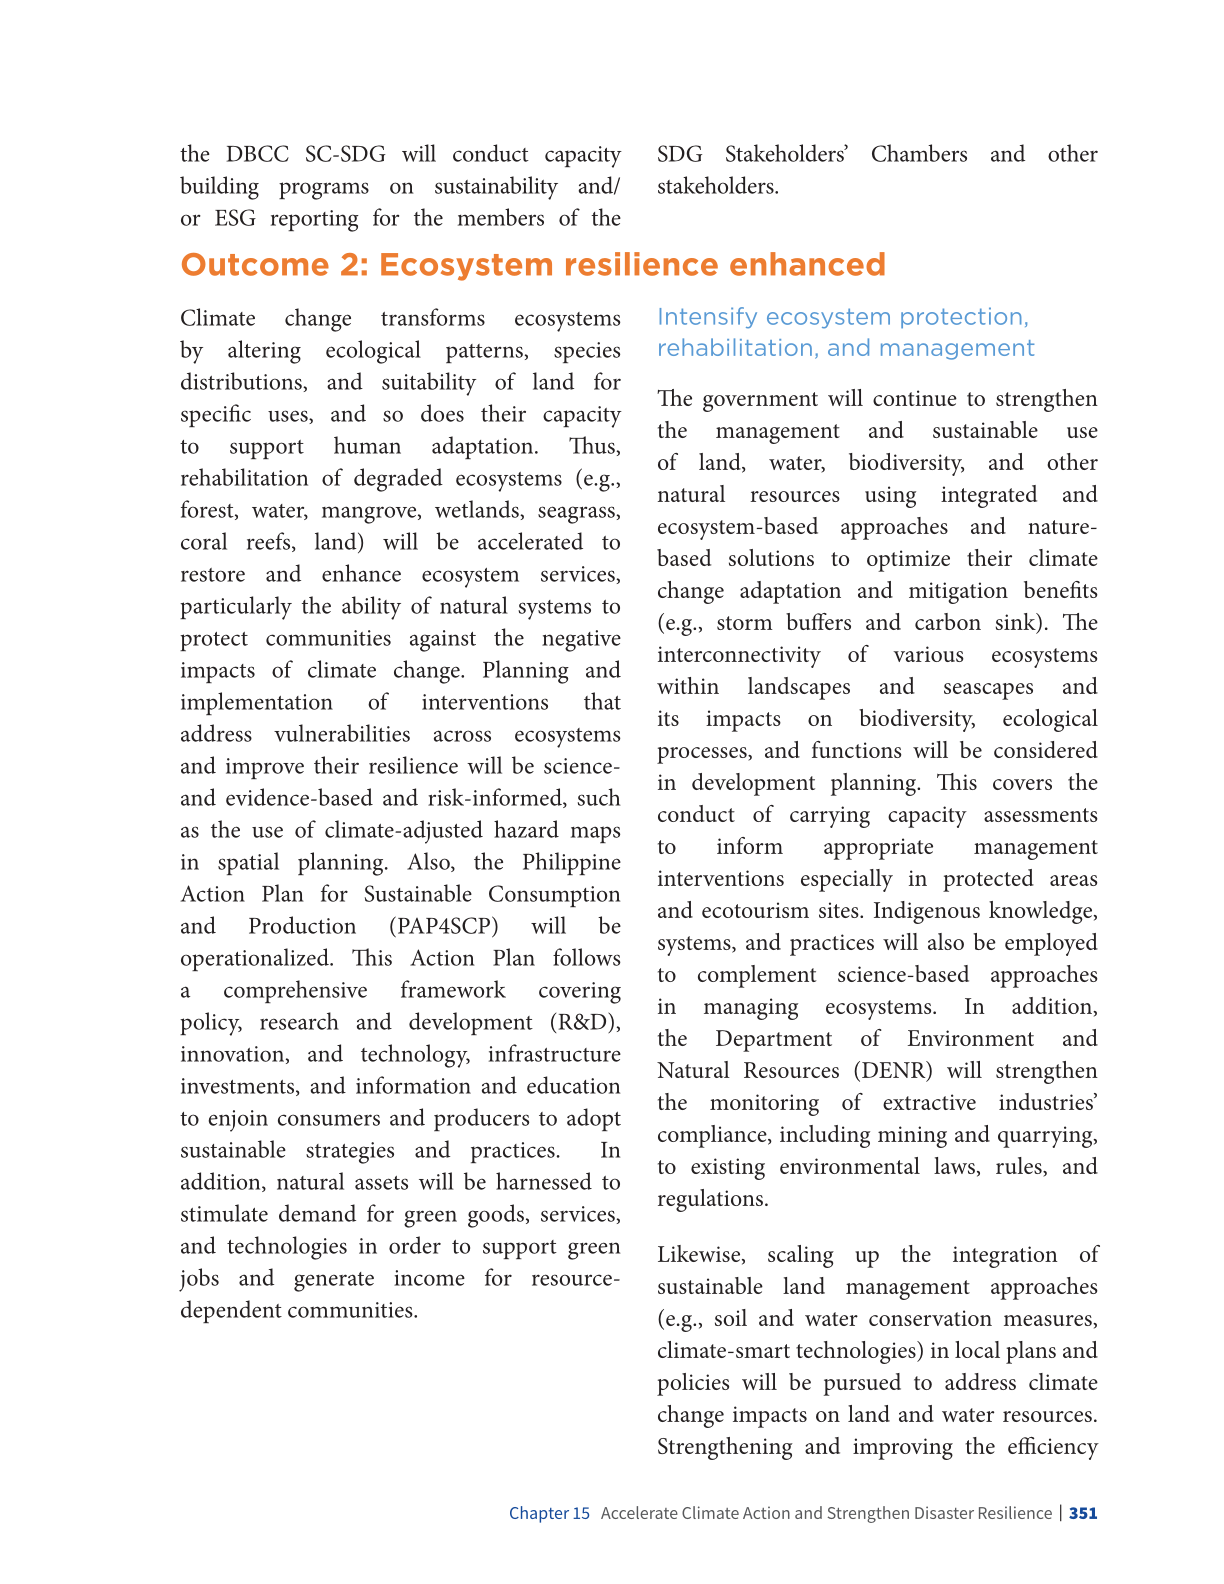 the DBCC SC-SDG will conduct capacity
building programs on sustainability and/
or ESG reporting for the members of the
SDG Stakeholders’ Chambers and other
stakeholders.
Outcome 2: Ecosystem resilience enhanced
Climate change transforms ecosystems
by altering ecological patterns, species
distributions, and suitability of land for
specific uses, and so does their capacity
to support human adaptation. Thus,
rehabilitation of degraded ecosystems (e.g.,
forest, water, mangrove, wetlands, seagrass,
coral reefs, land) will be accelerated to
restore and enhance ecosystem services,
particularly the ability of natural systems to
protect communities against the negative
impacts of climate change. Planning and
implementation of interventions that
address vulnerabilities across ecosystems
and improve their resilience will be science-
and evidence-based and risk-informed, such
as the use of climate-adjusted hazard maps
in spatial planning. Also, the Philippine
Action Plan for Sustainable Consumption
and Production (PAP4SCP) will be
operationalized. This Action Plan follows
a comprehensive framework covering
policy, research and development (R&D),
innovation, and technology, infrastructure
investments, and information and education
to enjoin consumers and producers to adopt
sustainable strategies and practices. In
addition, natural assets will be harnessed to
stimulate demand for green goods, services,
and technologies in order to support green
jobs and generate income for resource-
dependent communities.
Intensify ecosystem protection,
rehabilitation, and management
The government will continue to strengthen
the management and sustainable use
of land, water, biodiversity, and other
natural resources using integrated and
ecosystem-based approaches and nature-
based solutions to optimize their climate
change adaptation and mitigation benefits
(e.g., storm buffers and carbon sink). The
interconnectivity of various ecosystems
within landscapes and seascapes and
its impacts on biodiversity, ecological
processes, and functions will be considered
in development planning. This covers the
conduct of carrying capacity assessments
to inform appropriate management
interventions especially in protected areas
and ecotourism sites. Indigenous knowledge,
systems, and practices will also be employed
to complement science-based approaches
in managing ecosystems. In addition,
the Department of Environment and
Natural Resources (DENR) will strengthen
the monitoring of extractive industries’
compliance, including mining and quarrying,
to existing environmental laws, rules, and
regulations.
Likewise, scaling up the integration of
sustainable land management approaches
(e.g., soil and water conservation measures,
climate-smart technologies) in local plans and
policies will be pursued to address climate
change impacts on land and water resources.
Strengthening and improving the efficiency
Chapter 15 Accelerate Climate Action and Strengthen Disaster Resilience | 351